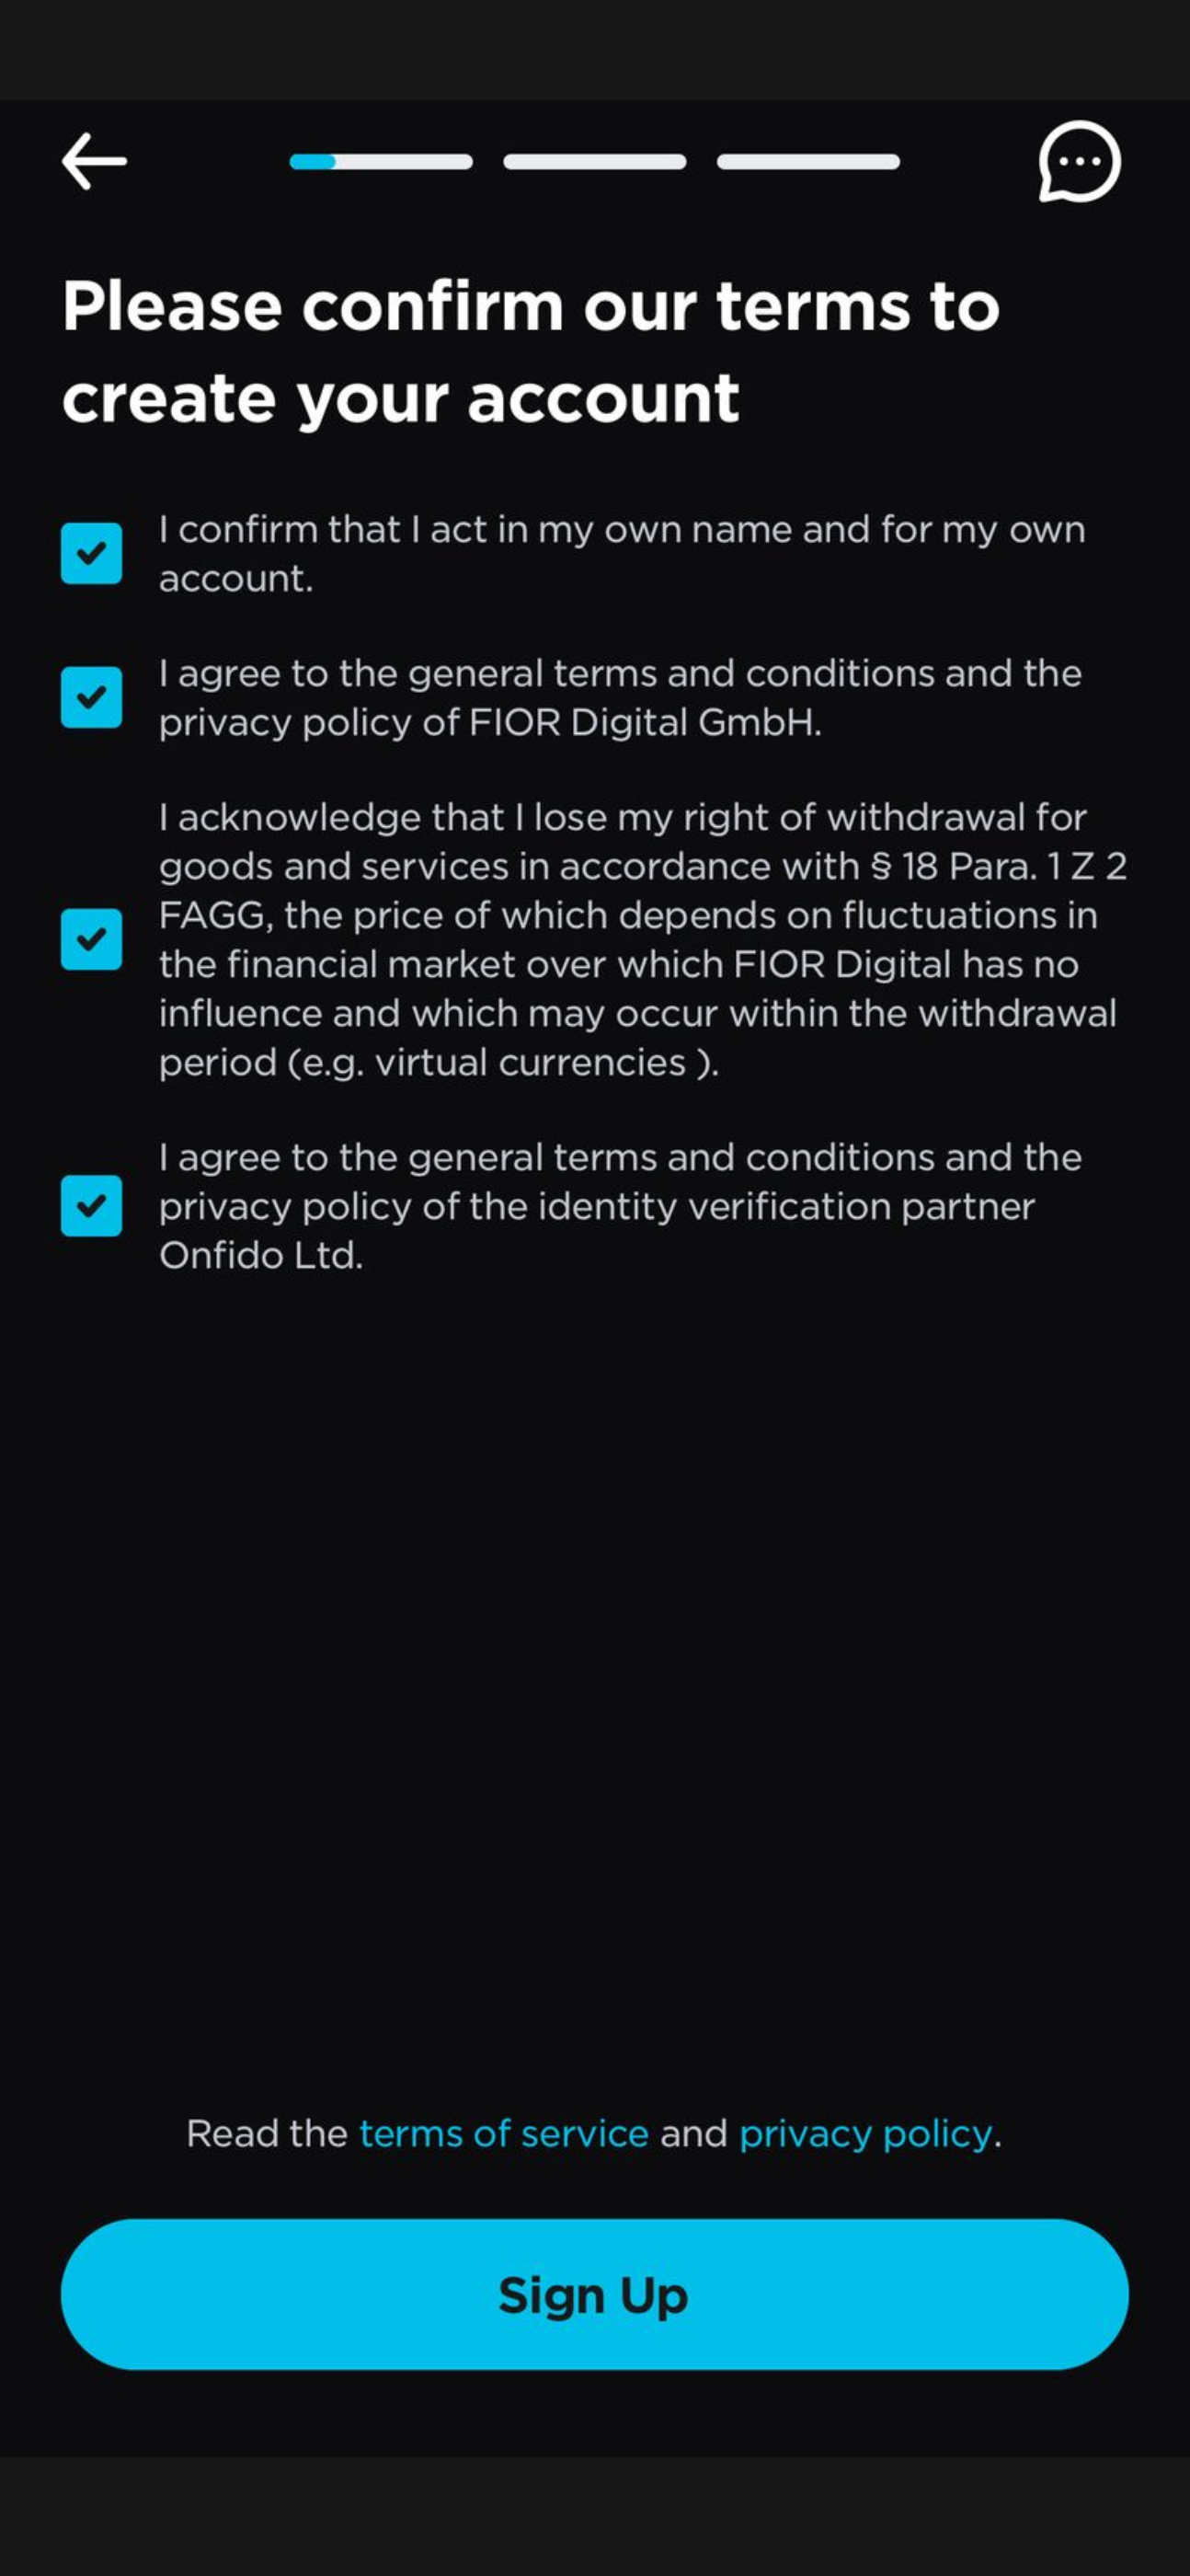 Please confirm our terms to
create your account
I confirm that I act in my own name and for my own
account.
I agree to the general terms and conditions and the
privacy policy of FIOR Digital GmbH.
I acknowledge that I lose my right of withdrawal for
goods and services in accordance with § 18 Para. 1 Z 2
FAGG, the price of which depends on fluctuations in
the financial market over which FIOR Digital has no
influence and which may occur within the withdrawal
period (e.g. virtual currencies ).
I agree to the general terms and conditions and the
privacy policy of the identity verification partner
Onfido Ltd.
Read the terms of service and privacy policy.
Sign Up